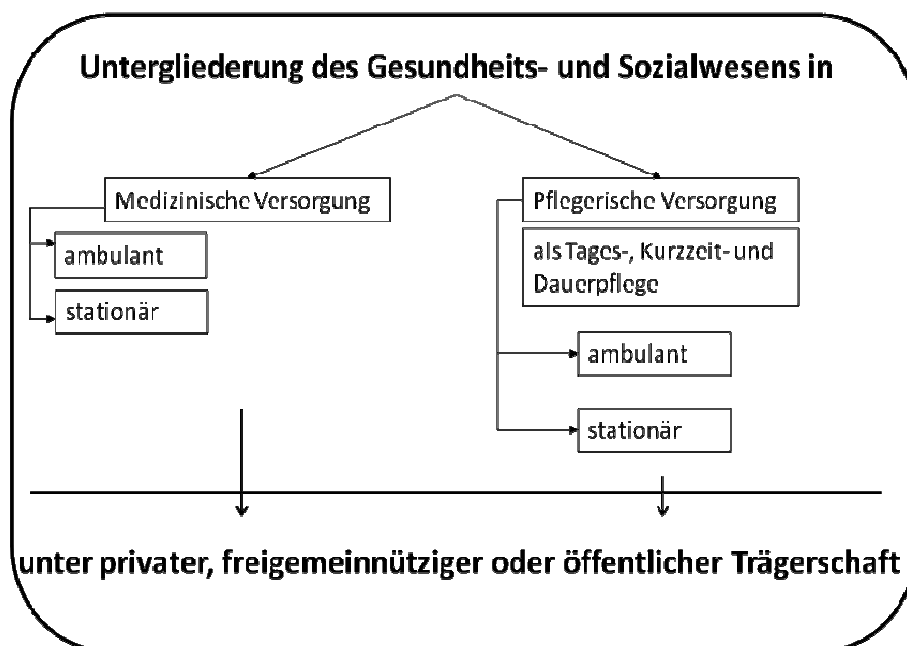 Untergliederung des Gesundheits- und Sozialwesens in
Medizinische Versorgung
ambulant
stationär
Pflegerische Versorgung
als Tages-, Kurzzeit- und
Dauerpflege
ambulant
stationär
unter privater, freigemeinnütziger oder öffentlicher Trägerschaft